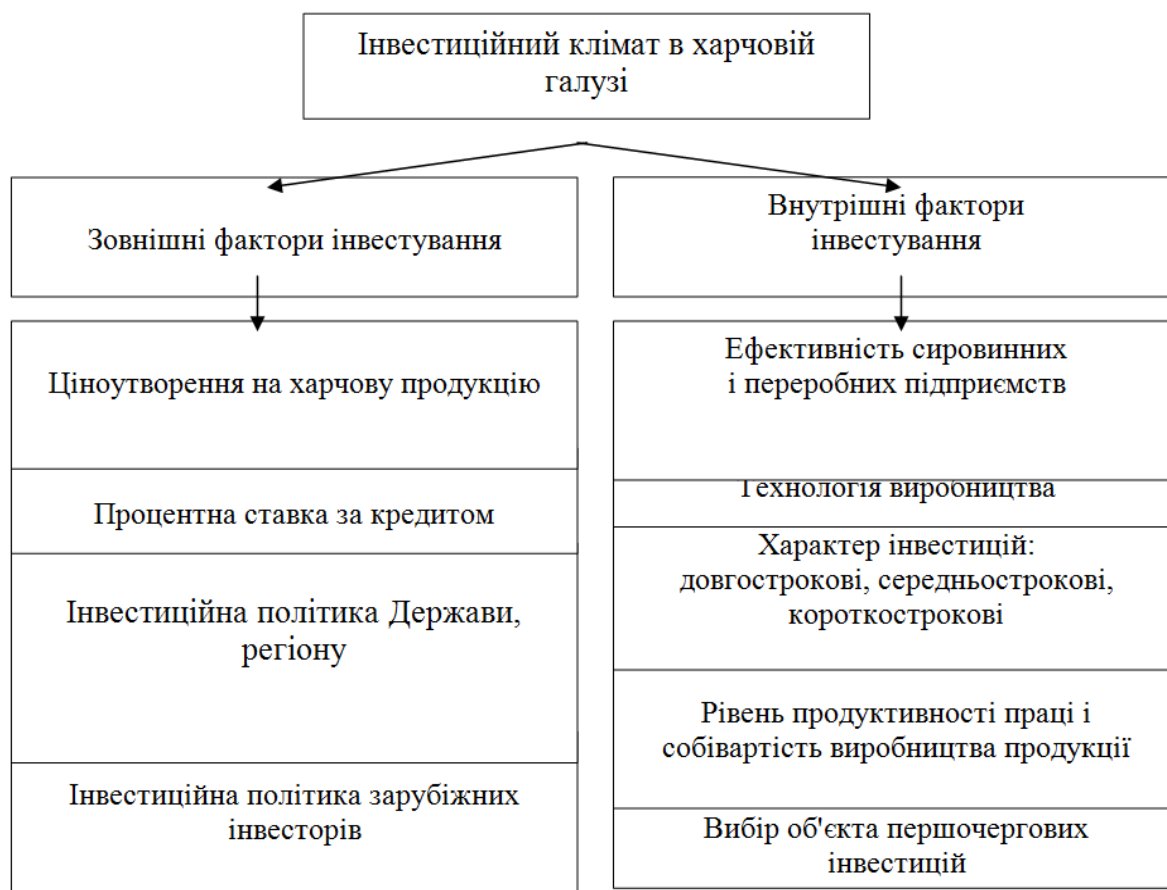 Інвестиційний клімат в харчовій
галузі
Зовнішні фактори інвестування
Внутрішні фактори
інвестування
Ціноутворення на харчову продукцію
Процентна ставка за кредитом
Інвестиційна політика Держави,
регіону
Інвестиційна політика зарубіжних
інвесторів
Ефективність сировинних
і переробних підприємств
Технологія виробництва
Характер інвестицій:
довгострокові, середньострокові,
короткострокові
Рівень продуктивності праці і
собівартість виробництва продукції
Вибір об'єкта першочергових
інвестицій